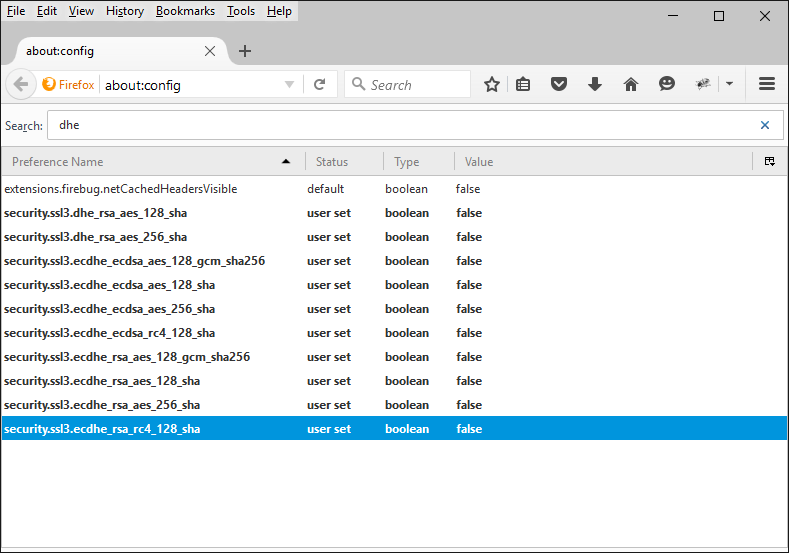 File Edit View History Bookmarks Tools Help
about:config
Firefox about:config Search
Search: dhe
Preference Name Status Type Value
extensions.firebug.netCachedHeadersVisible default boolean false
security.ssl3.dhe_rsa_aes_128_sha user set boolean false
security.ssl3.dhe_rsa_aes_256_sha user set boolean false
security.ssl3.ecdhe_ecdsa_aes_128_gcm_sha256 user set boolean false
security.ssl3.ecdhe_ecdsa_aes_128_sha user set boolean false
security.ssl3.ecdhe_ecdsa_aes_256_sha user set boolean false
security.ssl3.ecdhe_ecdsa_rc4_128_sha user set boolean false
security.ssl3.ecdhe_rsa_aes_128_gcm_sha256 user set boolean false
security.ssl3.ecdhe_rsa_aes_128_sha user set boolean false
security.ssl3.ecdhe_rsa_aes_256_sha user set boolean false
security.ssl3.ecdhe_rsa_rc4_128_sha user set boolean false